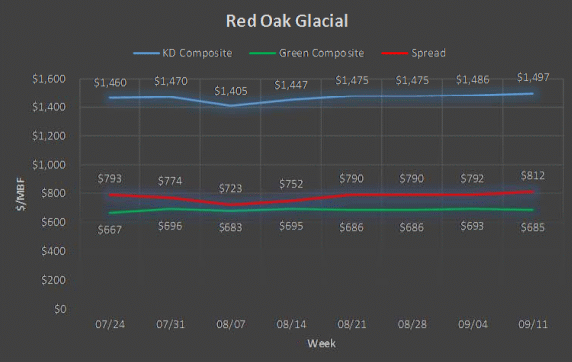 Red Oak Glacial
KD Composite Green Composite Spread
$1,600
$1,400
$1,200
$1,000
$800
$600
$400
$200
$0
$/MBF
$1,460 $1,470 $1,405 $1,447 $1,475 $1,475 $1,486 $1,497
$793 $774 $723 $752 $790 $790 $792 $812
$667 $696 $683 $695 $686 $686 $693 $685
07/24 07/31 08/07 08/14 08/21 08/28 09/04 09/11
Week